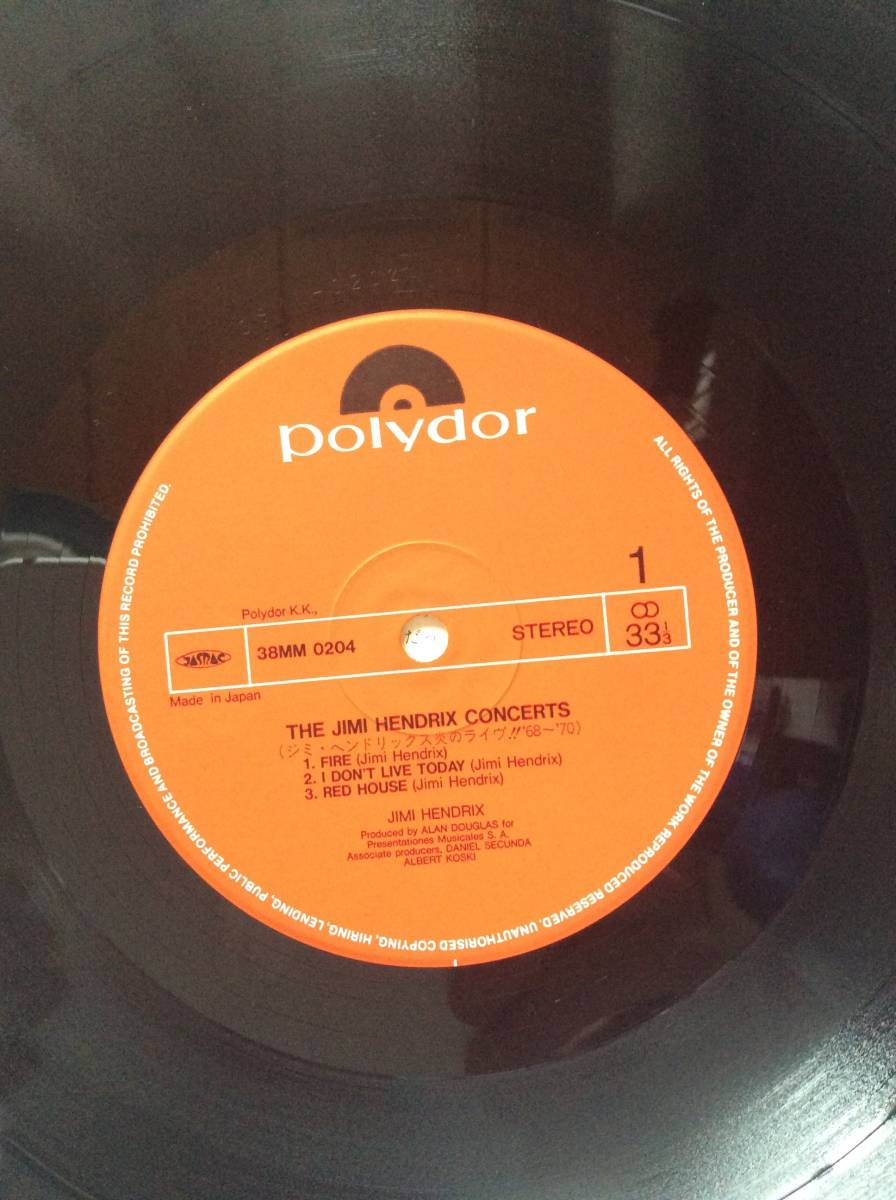 polydor
1
Polydor K.K.,
JASRAC
38MM 0204
STEREO
33 1/3
Made in Japan
THE JIMI HENDRIX CONCERTS
(ジミ・ヘンドリックス炎のライヴ!!'68〜'70)
1. FIRE (Jimi Hendrix)
2. I DON'T LIVE TODAY (Jimi Hendrix)
3. RED HOUSE (Jimi Hendrix)
JIMI HENDRIX
Produced by ALAN DOUGLAS for
Presentationes Musicales S. A.
Associate producers, DANIEL SECUNDA
ALBERT KOSKI
ALL RIGHTS OF THE PRODUCER AND OF THE OWNER OF THE WORK REPRODUCED RESERVED. UNAUTHORISED COPYING, HIRING, LENDING, PUBLIC PERFORMANCE AND BROADCASTING OF THIS RECORD PROHIBITED.